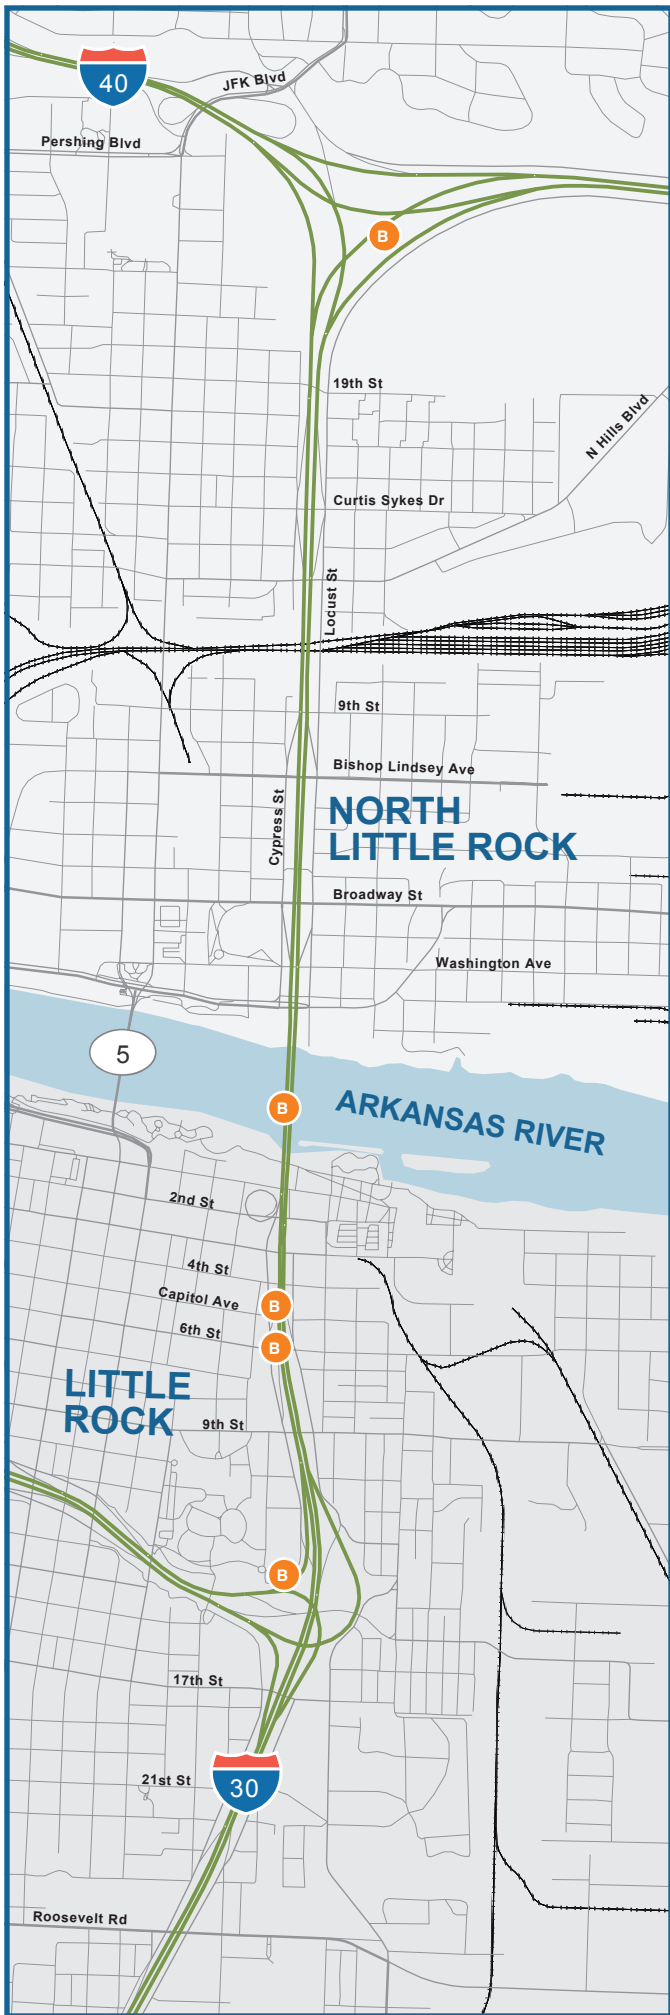 40
JFK Blvd
Pershing Blvd
B
19th St
N Hills Blvd
Curtis Sykes Dr
Locust St
9th St
Bishop Lindsey Ave
Cypress St
NORTH
LITTLE ROCK
Broadway St
Washington Ave
5
B
ARKANSAS RIVER
2nd St
4th St
Capitol Ave
B
6th St
B
LITTLE
ROCK
9th St
B
17th St
30
21st St
Roosevelt Rd